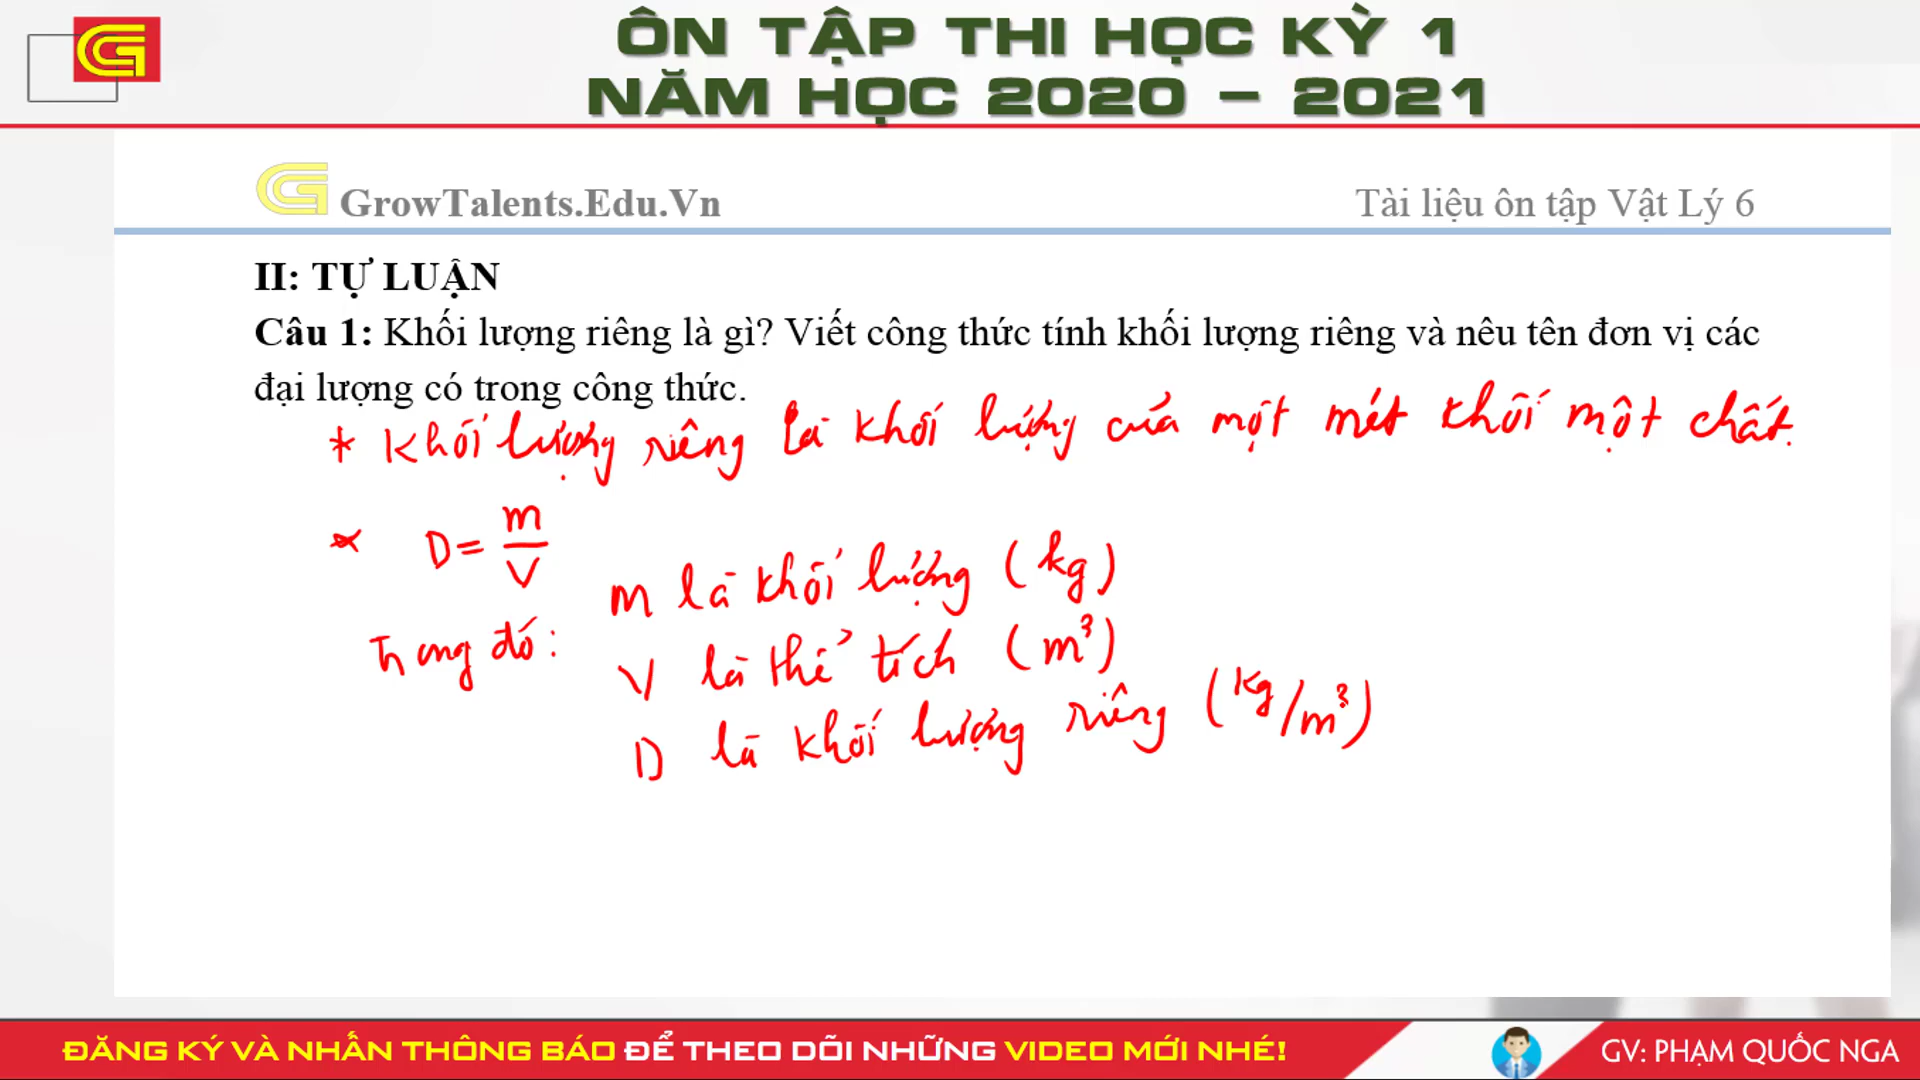 ÔN TẬP THI HỌC KỲ 1
NĂM HỌC 2020 – 2021
GrowTalents.Edu.Vn
Tài liệu ôn tập Vật Lý 6
II: TỰ LUẬN
Câu 1: Khối lượng riêng là gì? Viết công thức tính khối lượng riêng và nêu tên đơn vị các
đại lượng có trong công thức.
* Khối lượng riêng là khối lượng của một mét khối một chất.
* D = m/V
Trong đó: m là khối lượng (kg)
V là thể tích (m³)
D là khối lượng riêng (kg/m³)
ĐĂNG KÝ VÀ NHẤN THÔNG BÁO ĐỂ THEO DÕI NHỮNG VIDEO MỚI NHÉ!
GV: PHẠM QUỐC NGA